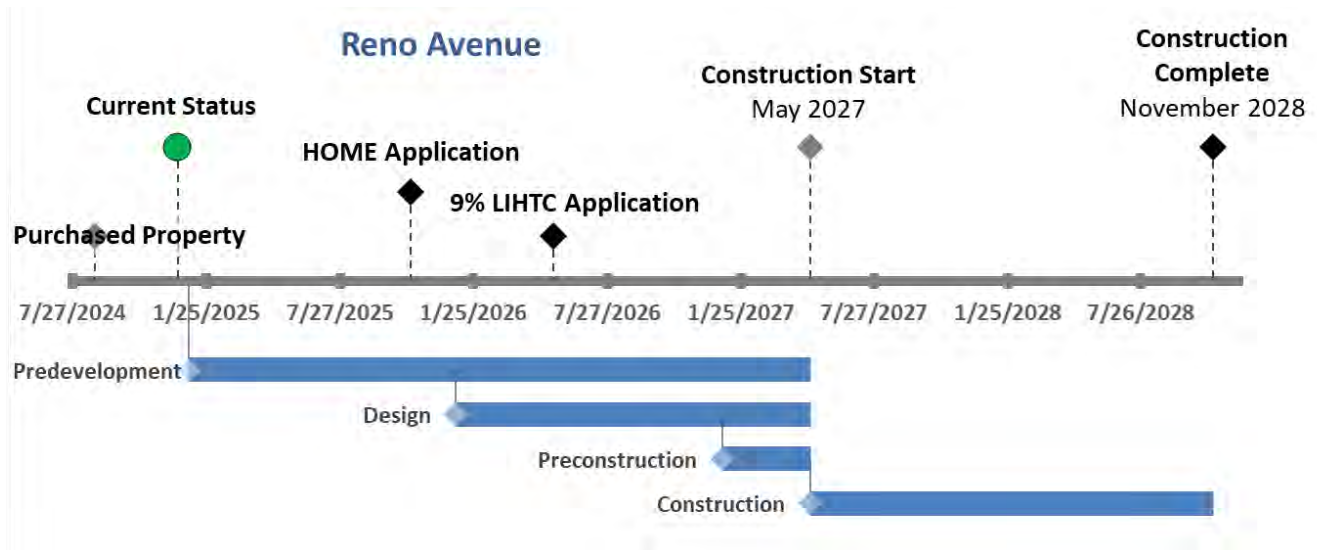 Reno Avenue
Construction
Complete
November 2028
Construction Start
May 2027
Current Status
HOME Application
9% LIHTC Application
Purchased Property
7/27/2024 1/25/2025 7/27/2025 1/25/2026 7/27/2026 1/25/2027 7/27/2027 1/25/2028 7/26/2028
Predevelopment
Design
Preconstruction
Construction